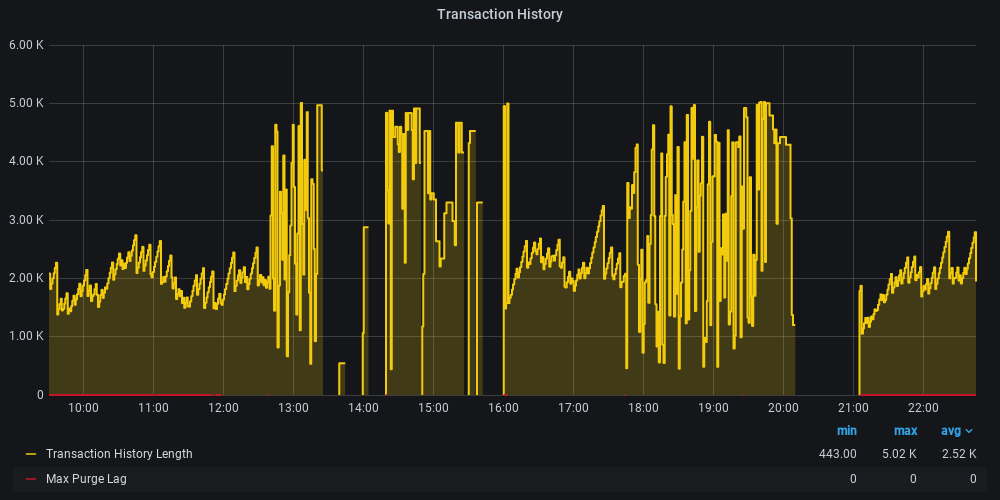 Transaction History
6.00 K
5.00 K
4.00 K
3.00 K
2.00 K
1.00 K
0
10:00 11:00 12:00 13:00 14:00 15:00 16:00 17:00 18:00 19:00 20:00 21:00 22:00
min max avg
Transaction History Length 443.00 5.02 K 2.52 K
Max Purge Lag 0 0 0